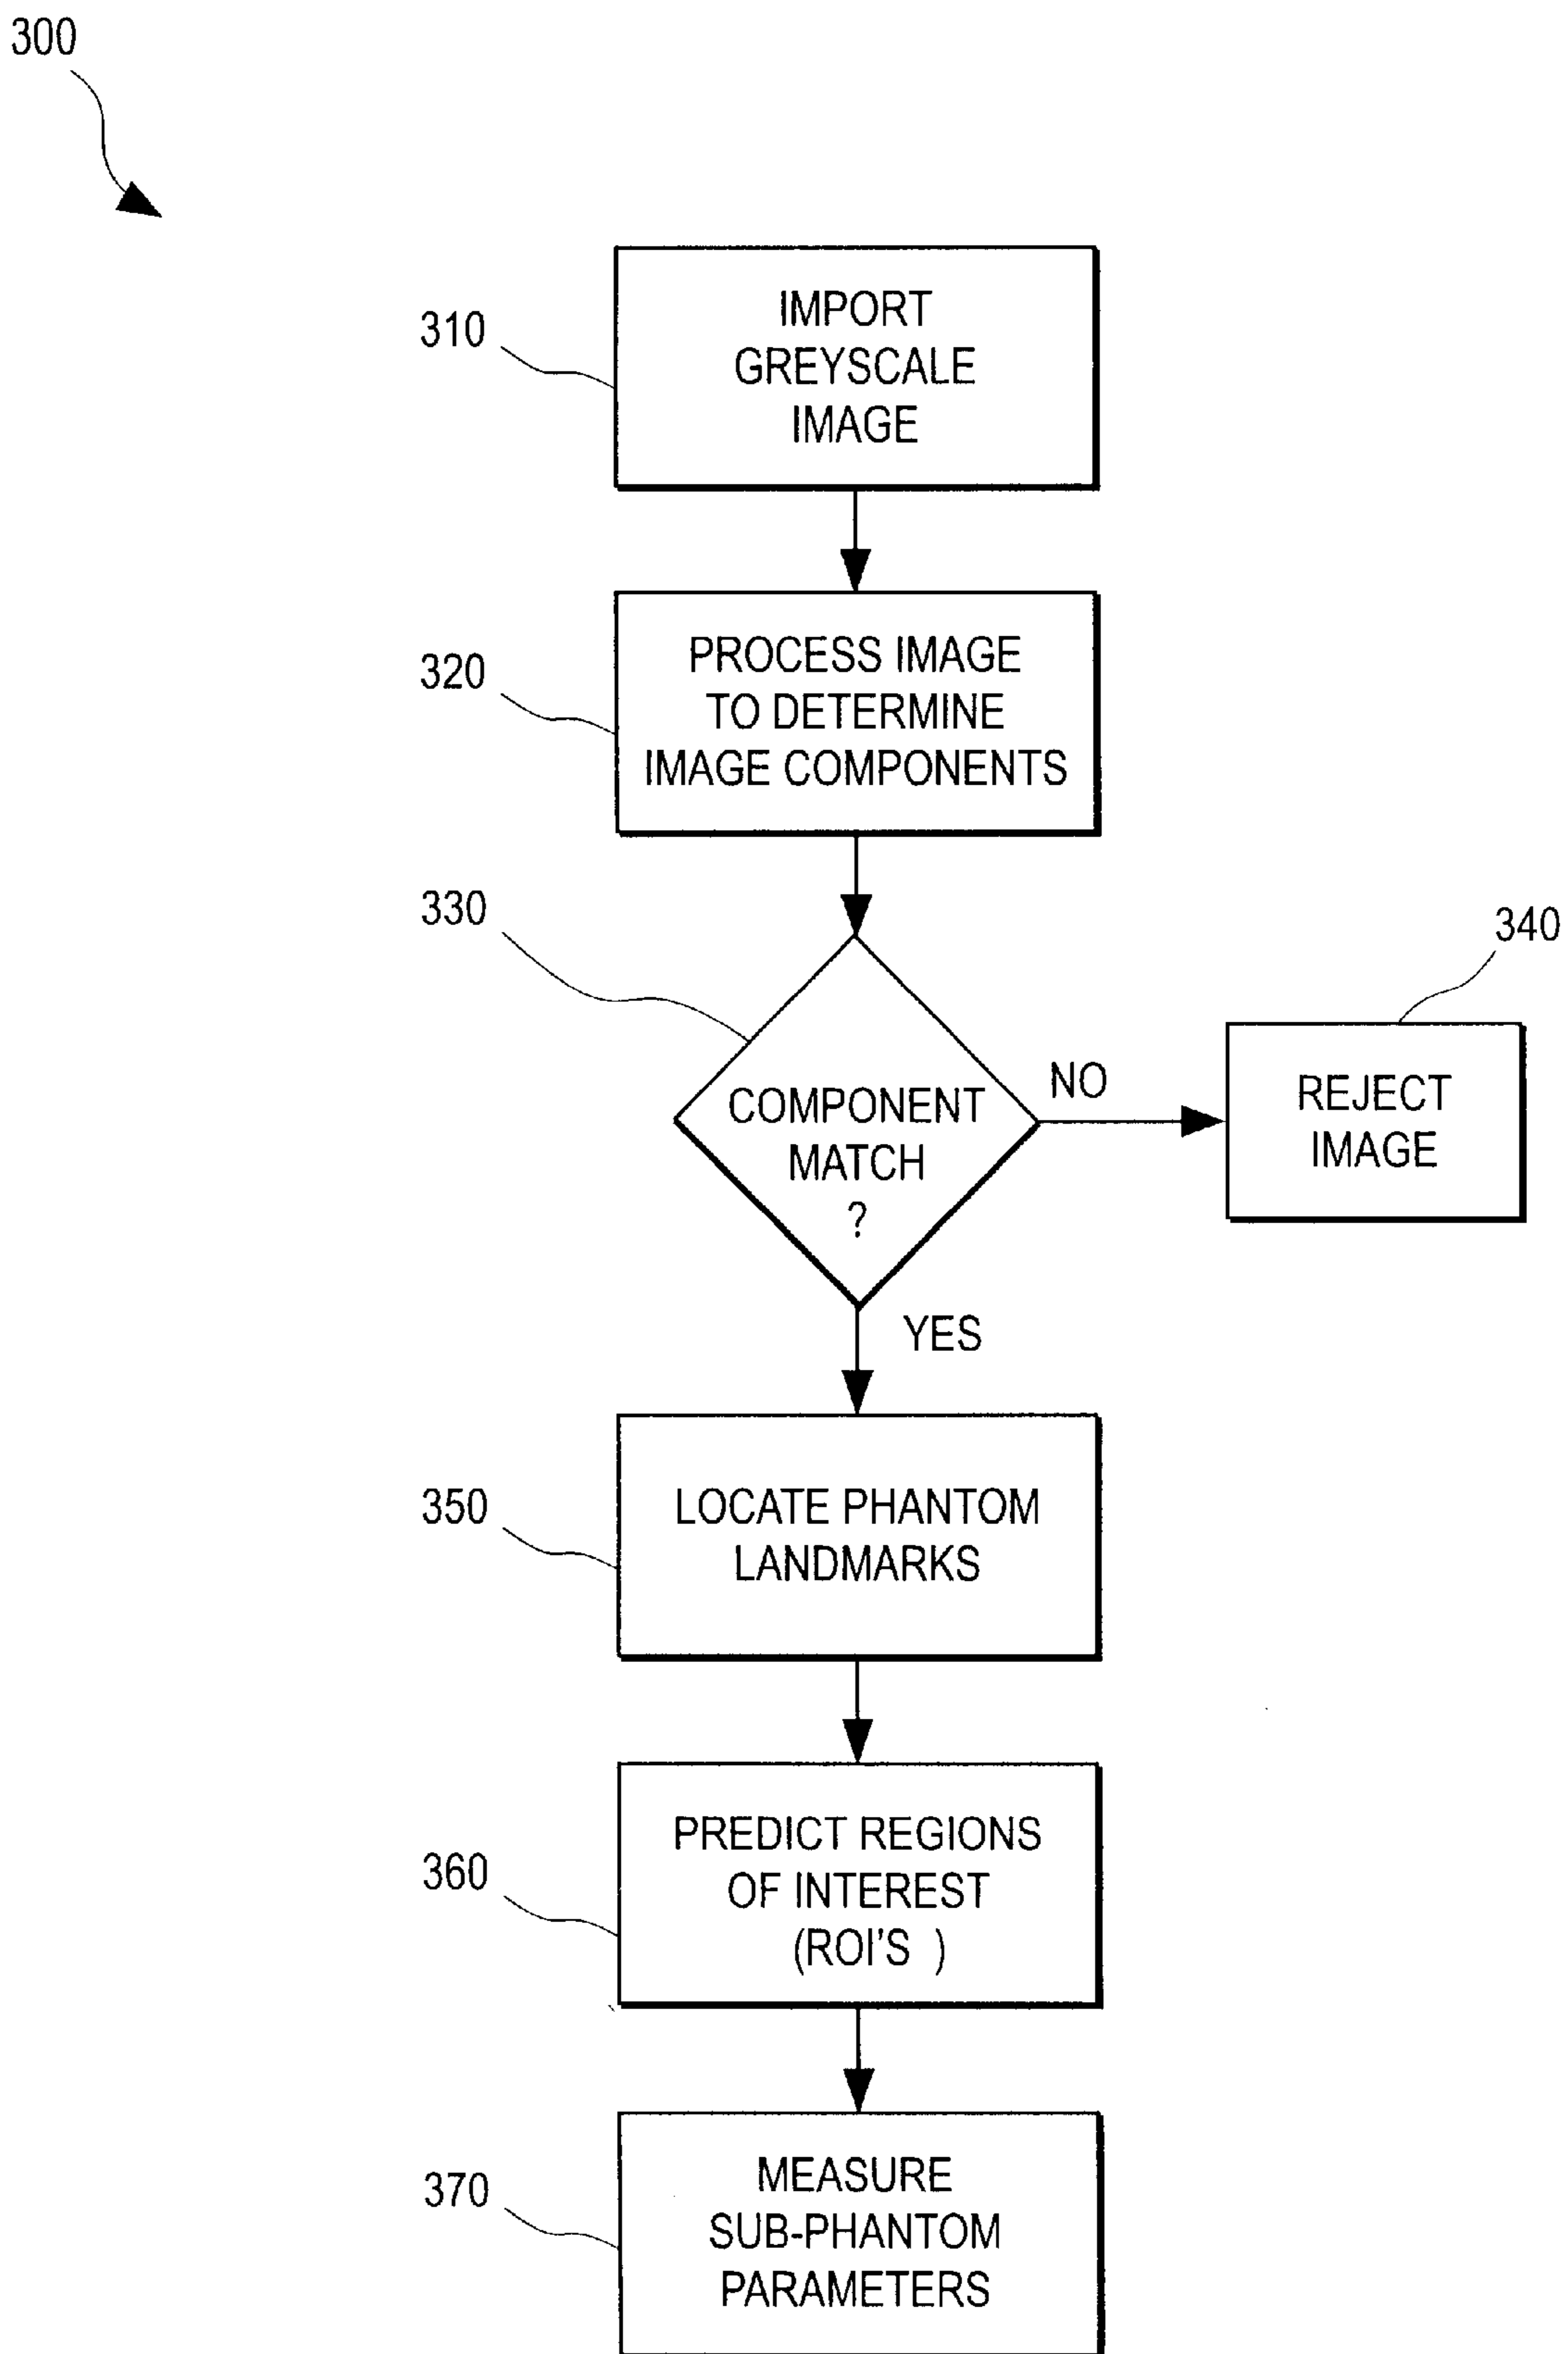 300
310
IMPORT
GREYSCALE
IMAGE
320
PROCESS IMAGE
TO DETERMINE
IMAGE COMPONENTS
330
COMPONENT
MATCH
?
NO
340
REJECT
IMAGE
YES
350
LOCATE PHANTOM
LANDMARKS
360
PREDICT REGIONS
OF INTEREST
(ROI'S )
370
MEASURE
SUB-PHANTOM
PARAMETERS